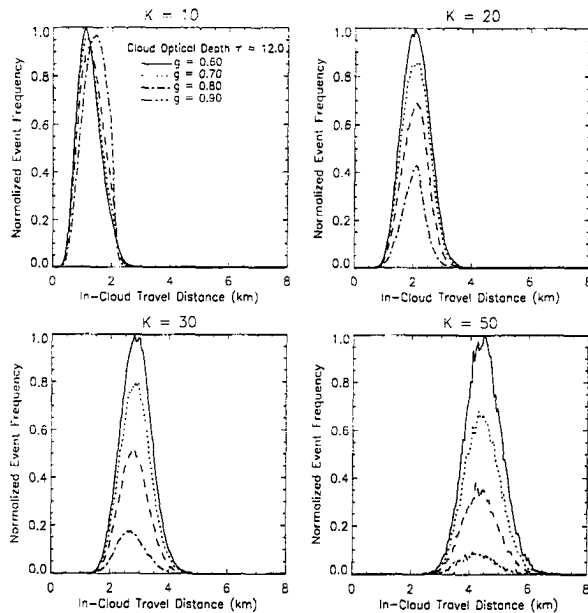 K = 10
Normalized Event Frequency
1.0
0.8
0.6
0.4
0.2
0.0
Cloud Optical Depth τ = 12.0
g = 0.60
g = 0.70
g = 0.80
g = 0.90
0 2 4 6 8
In-Cloud Travel Distance (km)
K = 20
Normalized Event Frequency
1.0
0.8
0.6
0.4
0.2
0.0
0 2 4 6 8
In-Cloud Travel Distance (km)
K = 30
Normalized Event Frequency
1.0
0.8
0.6
0.4
0.2
0.0
0 2 4 6 8
In-Cloud Travel Distance (km)
K = 50
Normalized Event Frequency
1.0
0.8
0.6
0.4
0.2
0.0
0 2 4 6 8
In-Cloud Travel Distance (km)